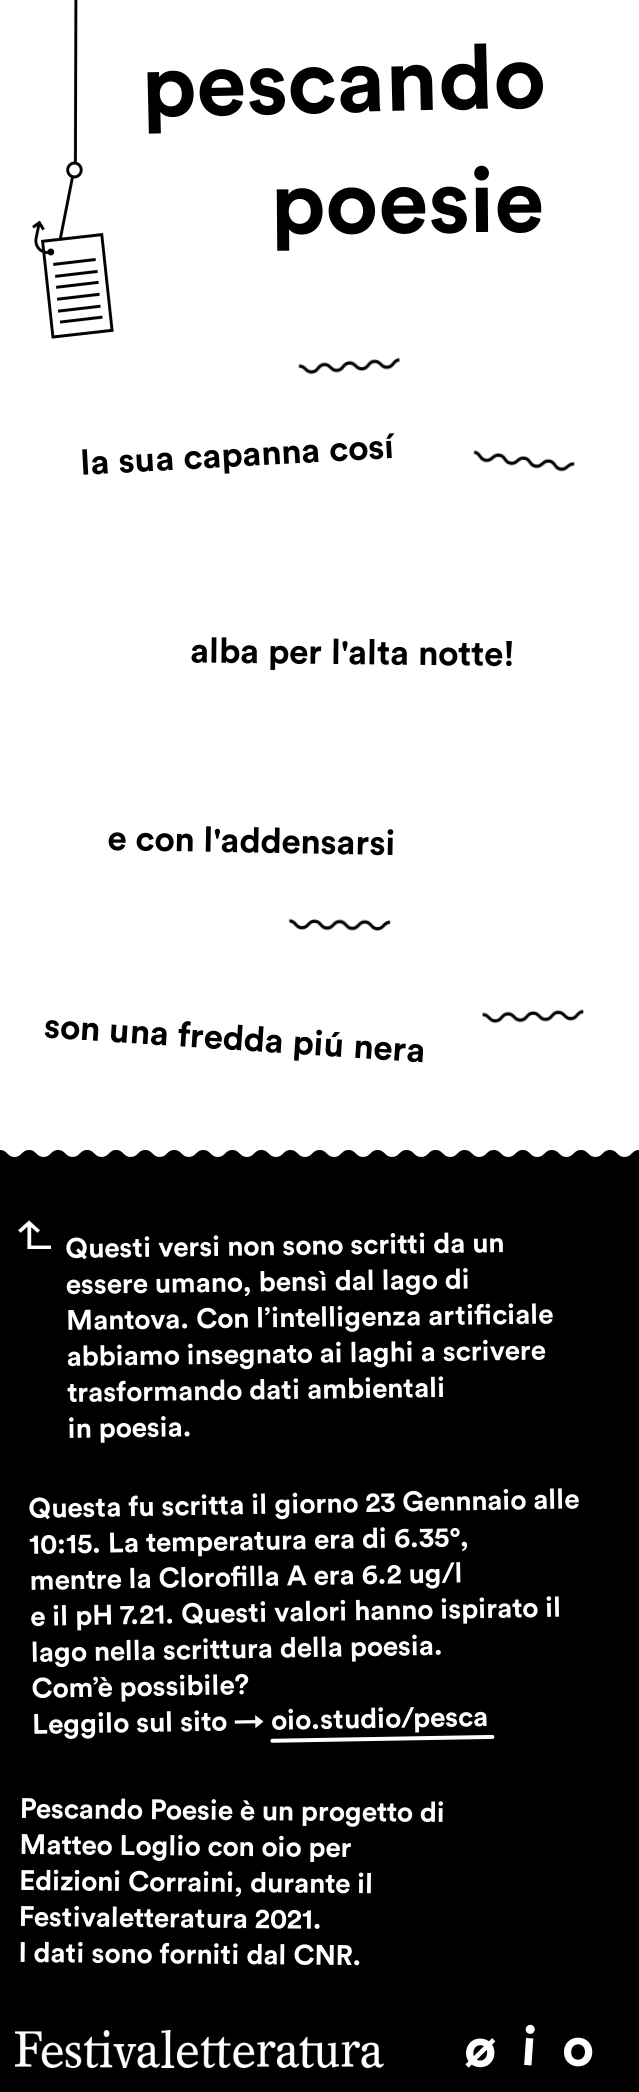 pescando
poesie
la sua capanna cosí
alba per l'alta notte!
e con l'addensarsi
son una fredda piú nera
Questi versi non sono scritti da un
essere umano, bensì dal lago di
Mantova. Con l’intelligenza artificiale
abbiamo insegnato ai laghi a scrivere
trasformando dati ambientali
in poesia.
Questa fu scritta il giorno 23 Gennnaio alle
10:15. La temperatura era di 6.35°,
mentre la Clorofilla A era 6.2 ug/l
e il pH 7.21. Questi valori hanno ispirato il
lago nella scrittura della poesia.
Com’è possibile?
Leggilo sul sito → oio.studio/pesca
Pescando Poesie è un progetto di
Matteo Loglio con oio per
Edizioni Corraini, durante il
Festivaletteratura 2021.
I dati sono forniti dal CNR.
Festivaletteratura ø i o